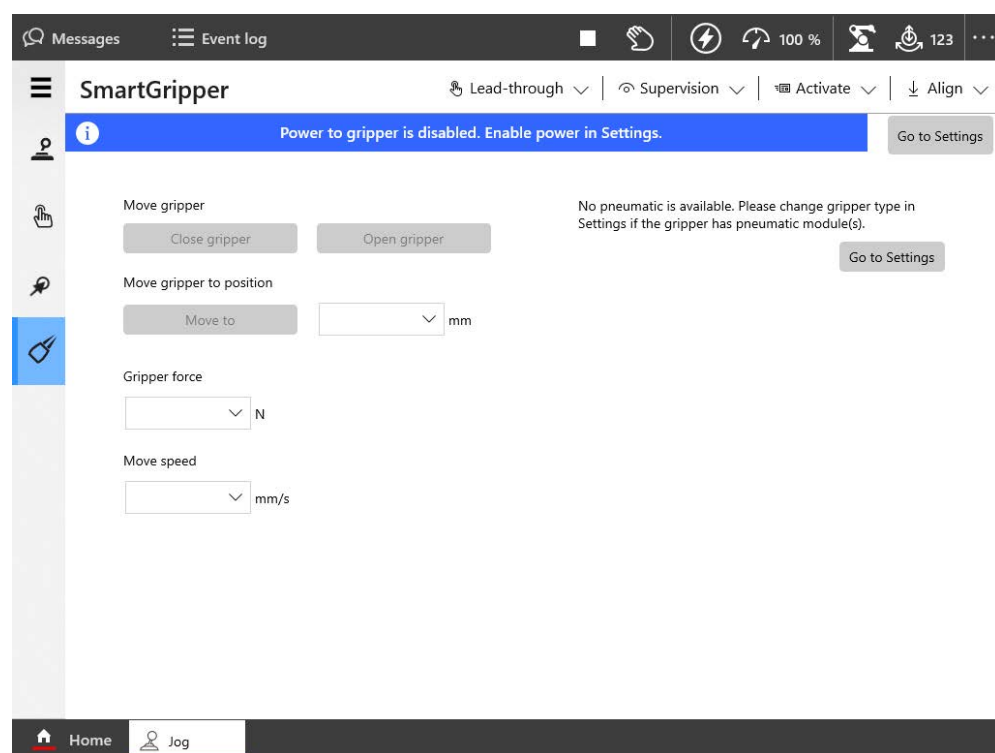 Messages
Event log
100 %
123
SmartGripper
Lead-through
Supervision
Activate
Align
Power to gripper is disabled. Enable power in Settings.
Go to Settings
Move gripper
Close gripper
Open gripper
No pneumatic is available. Please change gripper type in
Settings if the gripper has pneumatic module(s).
Go to Settings
Move gripper to position
Move to
mm
Gripper force
N
Move speed
mm/s
Home
Jog